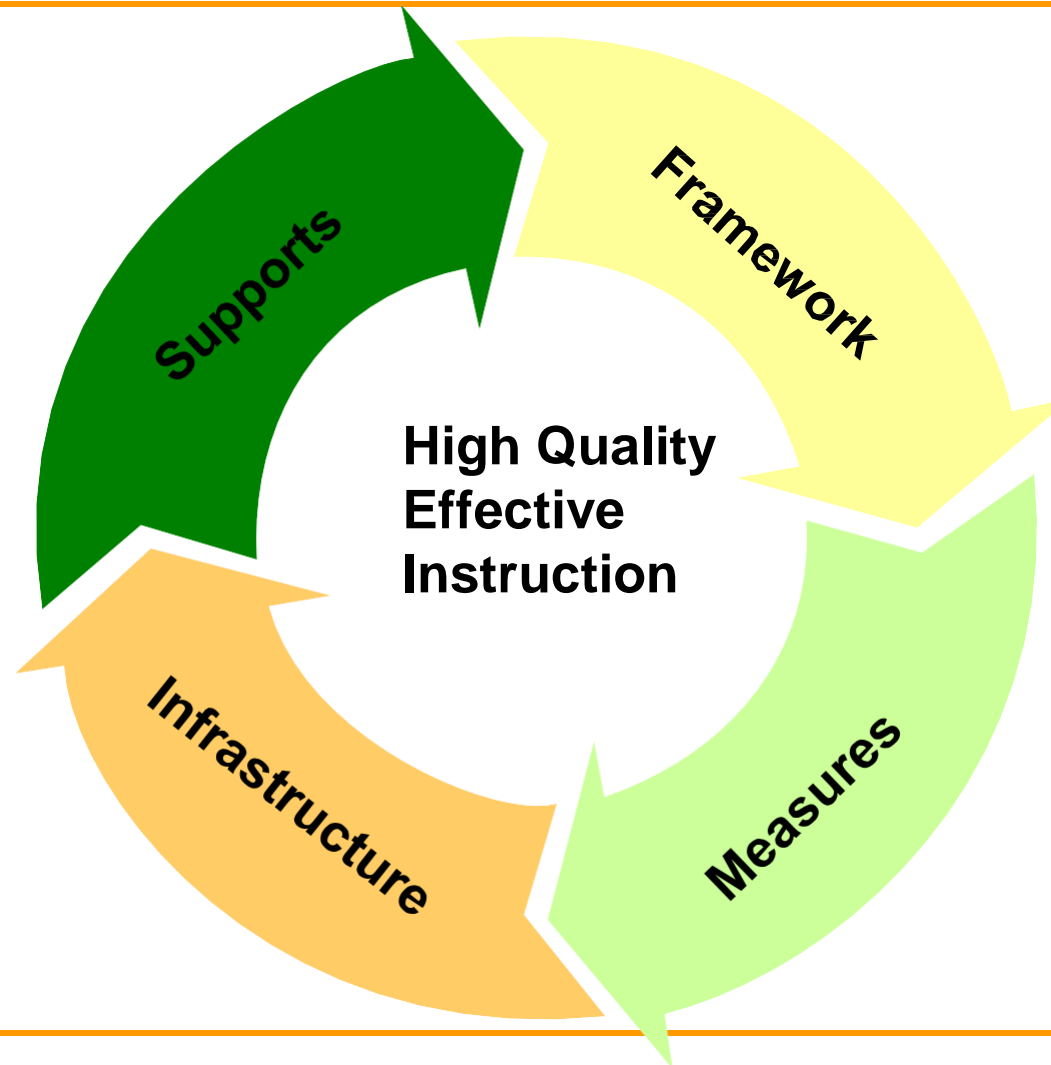 Supports
Framework
High Quality
Effective
Instruction
Infrastructure
Measures